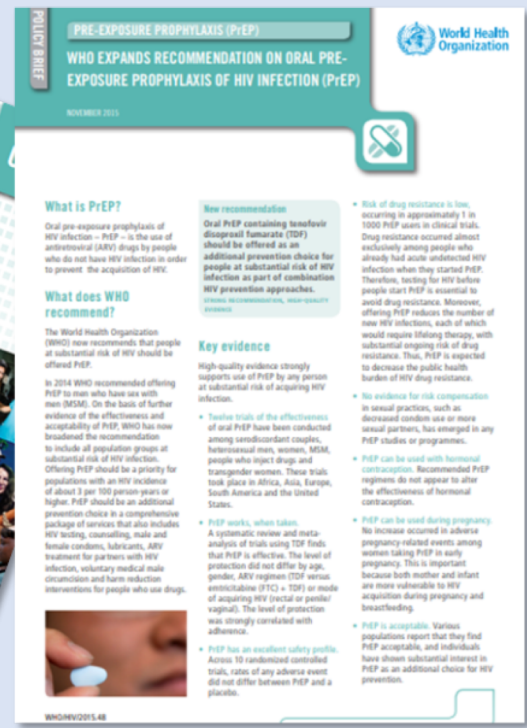 POLICY BRIEF
PRE-EXPOSURE PROPHYLAXIS (PrEP)
WHO EXPANDS RECOMMENDATION ON ORAL PRE-
EXPOSURE PROPHYLAXIS OF HIV INFECTION (PrEP)
NOVEMBER 2015
World Health
Organization
What is PrEP?
Oral pre-exposure prophylaxis of
HIV infection – PrEP – is the use of
antiretroviral (ARV) drugs by people
who do not have HIV infection in order
to prevent the acquisition of HIV.
What does WHO
recommend?
The World Health Organization
(WHO) now recommends that people
at substantial risk of HIV should be
offered PrEP.
In 2014 WHO recommended offering
PrEP to men who have sex with
men (MSM). On the basis of further
evidence of the effectiveness and
acceptability of PrEP, WHO has now
broadened the recommendation
to include all population groups at
substantial risk of HIV infection.
Offering PrEP should be a priority for
populations with an HIV incidence
of about 3 per 100 person-years or
higher. PrEP should be an additional
prevention choice in a comprehensive
package of services that also includes
HIV testing, counselling, male and
female condoms, lubricants, ARV
treatment for partners with HIV
infection, voluntary medical male
circumcision and harm reduction
interventions for people who use drugs.
New recommendation
Oral PrEP containing tenofovir
disoproxil fumarate (TDF)
should be offered as an
additional prevention choice for
people at substantial risk of HIV
infection as part of combination
HIV prevention approaches.
STRONG RECOMMENDATION, HIGH-QUALITY
EVIDENCE
Key evidence
High-quality evidence strongly
supports use of PrEP by any person
at substantial risk of acquiring HIV
infection.
• Twelve trials of the effectiveness
of oral PrEP have been conducted
among serodiscordant couples,
heterosexual men, women, MSM,
people who inject drugs and
transgender women. These trials
took place in Africa, Asia, Europe,
South America and the United
States.
• PrEP works, when taken.
A systematic review and meta-
analysis of trials using TDF finds
that PrEP is effective. The level of
protection did not differ by age,
gender, ARV regimen (TDF versus
emtricitabine (FTC) + TDF) or mode
of acquiring HIV (rectal or penile/
vaginal). The level of protection
was strongly correlated with
adherence.
• PrEP has an excellent safety profile.
Across 10 randomized controlled
trials, rates of any adverse event
did not differ between PrEP and a
placebo.
• Risk of drug resistance is low,
occurring in approximately 1 in
1000 PrEP users in clinical trials.
Drug resistance occurred almost
exclusively among people who
already had acute undetected HIV
infection when they started PrEP.
Therefore, testing for HIV before
people start PrEP is essential to
avoid drug resistance. Moreover,
offering PrEP reduces the number of
new HIV infections, each of which
would require lifelong therapy, with
substantial ongoing risk of drug
resistance. Thus, PrEP is expected
to decrease the public health
burden of HIV drug resistance.
• No evidence for risk compensation
in sexual practices, such as
decreased condom use or more
sexual partners, has emerged in any
PrEP studies or programmes.
• PrEP can be used with hormonal
contraception. Recommended PrEP
regimens do not appear to alter
the effectiveness of hormonal
contraception.
• PrEP can be used during pregnancy.
No increase occurred in adverse
pregnancy-related events among
women taking PrEP in early
pregnancy. This is important
because both mother and infant
are more vulnerable to HIV
acquisition during pregnancy and
breastfeeding.
• PrEP is acceptable. Various
populations report that they find
PrEP acceptable, and individuals
have shown substantial interest in
PrEP as an additional choice for HIV
prevention.
WHO/HIV/2015.48